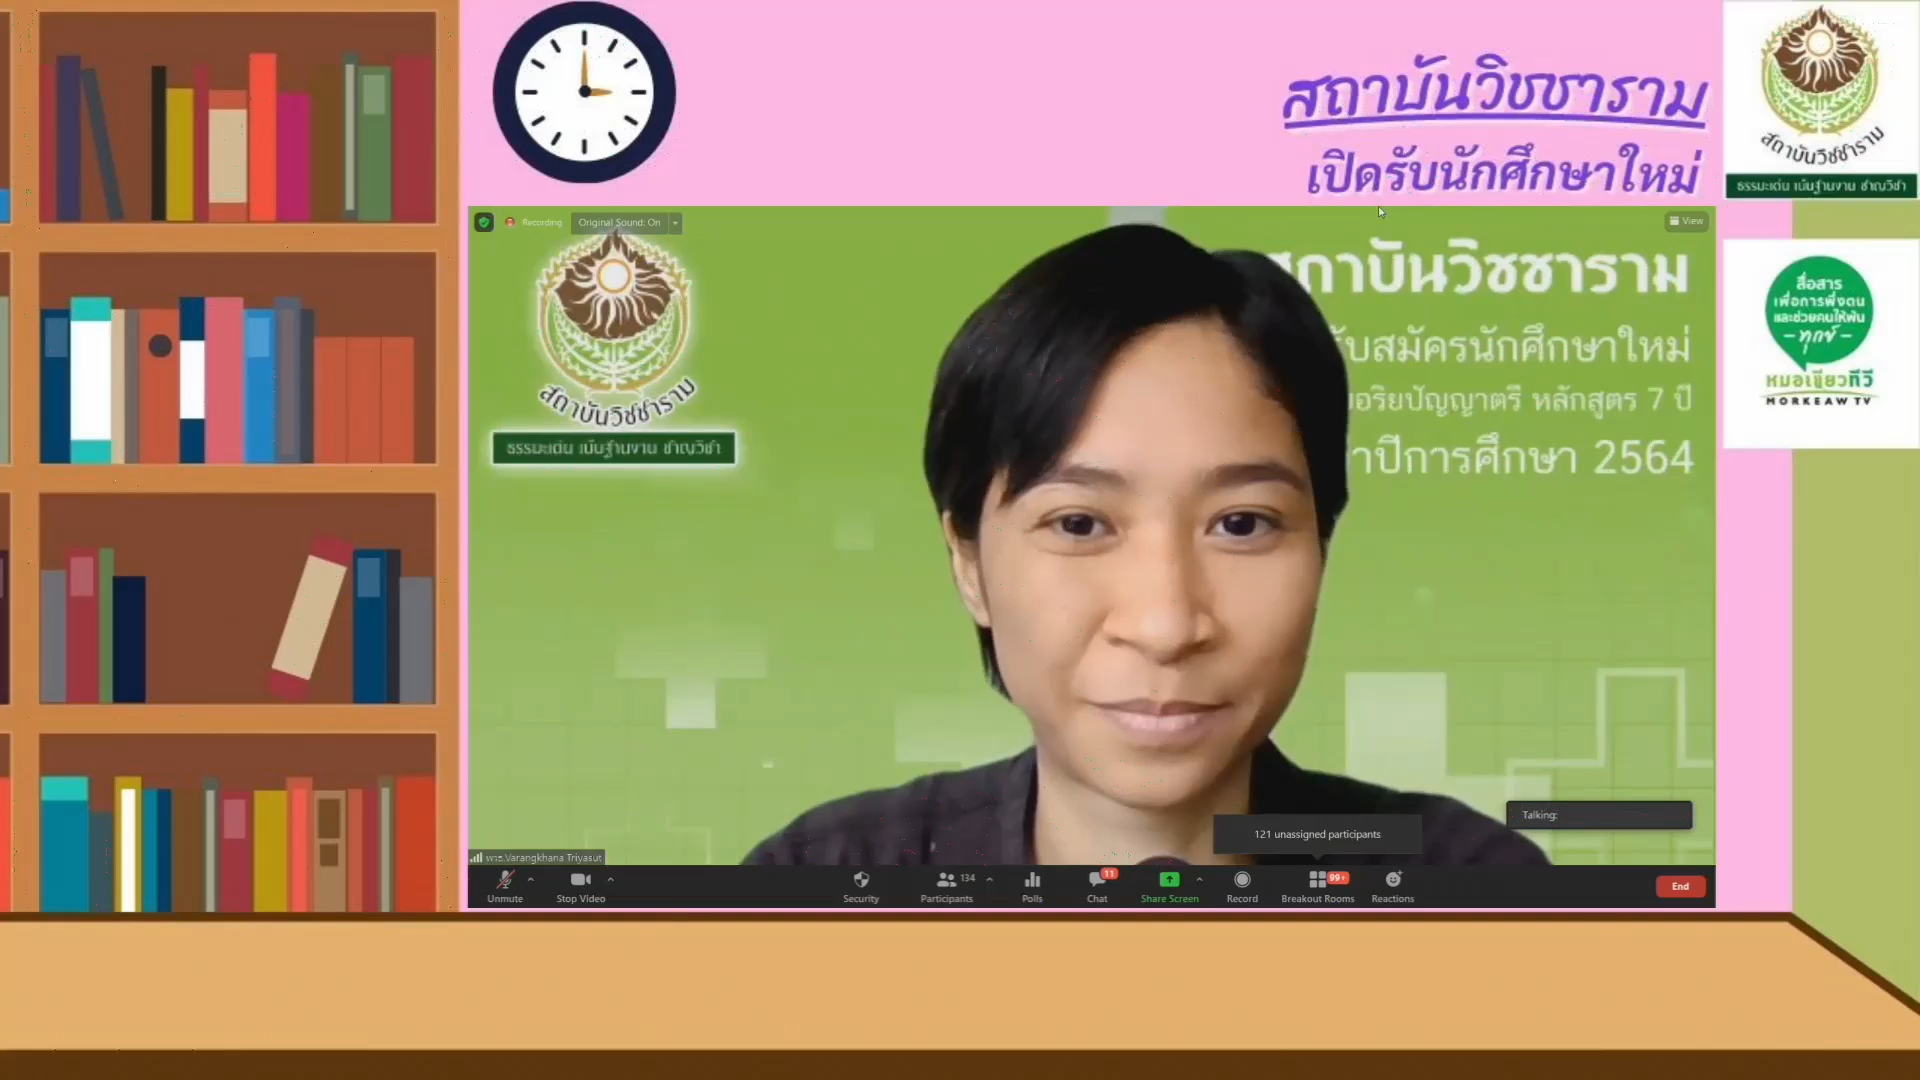 สถาบันวิชชาราม
เปิดรับนักศึกษาใหม่
สถาบันวิชชาราม
ธรรมะเด่น เน้นฐานงาน ชำญวิชา
สื่อสาร
เพื่อการพึ่งตน
และช่วยคนให้พ้น
- ทุกข์ -
หมอเขียวทีวี
MORKEAW TV
Recording
Original Sound: On
View
สถาบันวิชชาราม
ธรรมะเด่น เน้นฐานงาน ชำญวิชา
สถาบันวิชชาราม
รับสมัครนักศึกษาใหม่
อริยปัญญาตรี หลักสูตร 7 ปี
ปีการศึกษา 2564
Talking:
121 unassigned participants
Varangkhana Triyasut
Unmute
Stop Video
Security
Participants
134
Polls
Chat
11
Share Screen
Record
Breakout Rooms
99+
Reactions
End